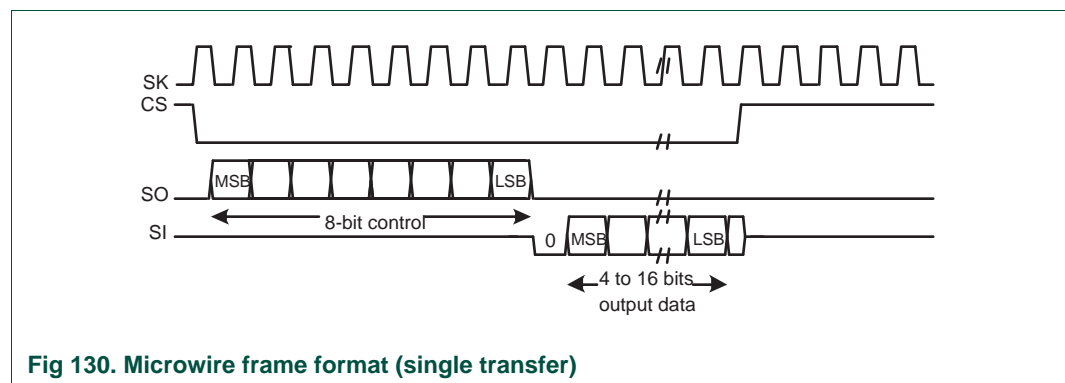 SK
CS
MSB LSB
SO
8-bit control
SI
0 MSB LSB
4 to 16 bits
output data
Fig 130. Microwire frame format (single transfer)